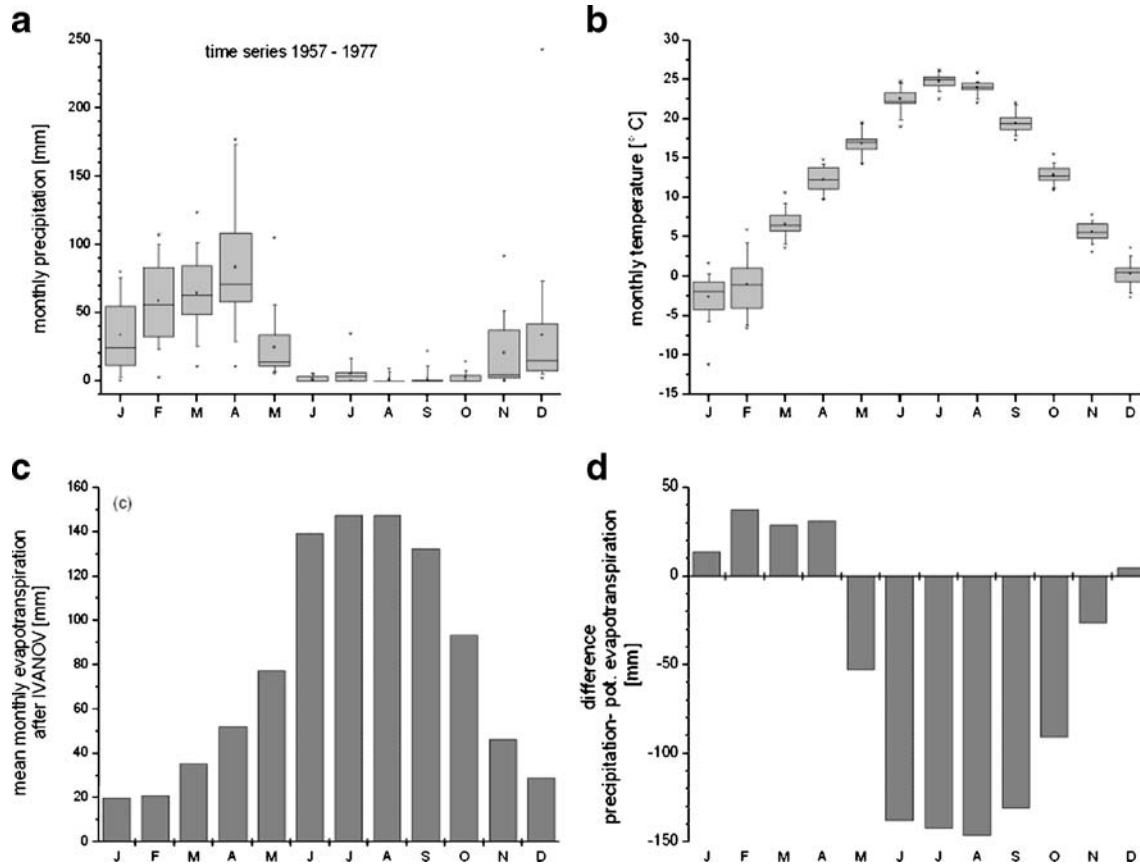 a
time series 1957 - 1977
monthly precipitation [mm]
250
200
150
100
50
0
J F M A M J J A S O N D
b
monthly temperature [° C]
30
25
20
15
10
5
0
-5
-10
-15
J F M A M J J A S O N D
c
(c)
mean monthly evapotranspiration
after IVANOV [mm]
160
140
120
100
80
60
40
20
0
J F M A M J J A S O N D
d
difference
precipitation- pot. evapotranspiration
[mm]
50
0
-50
-100
-150
J F M A M J J A S O N D